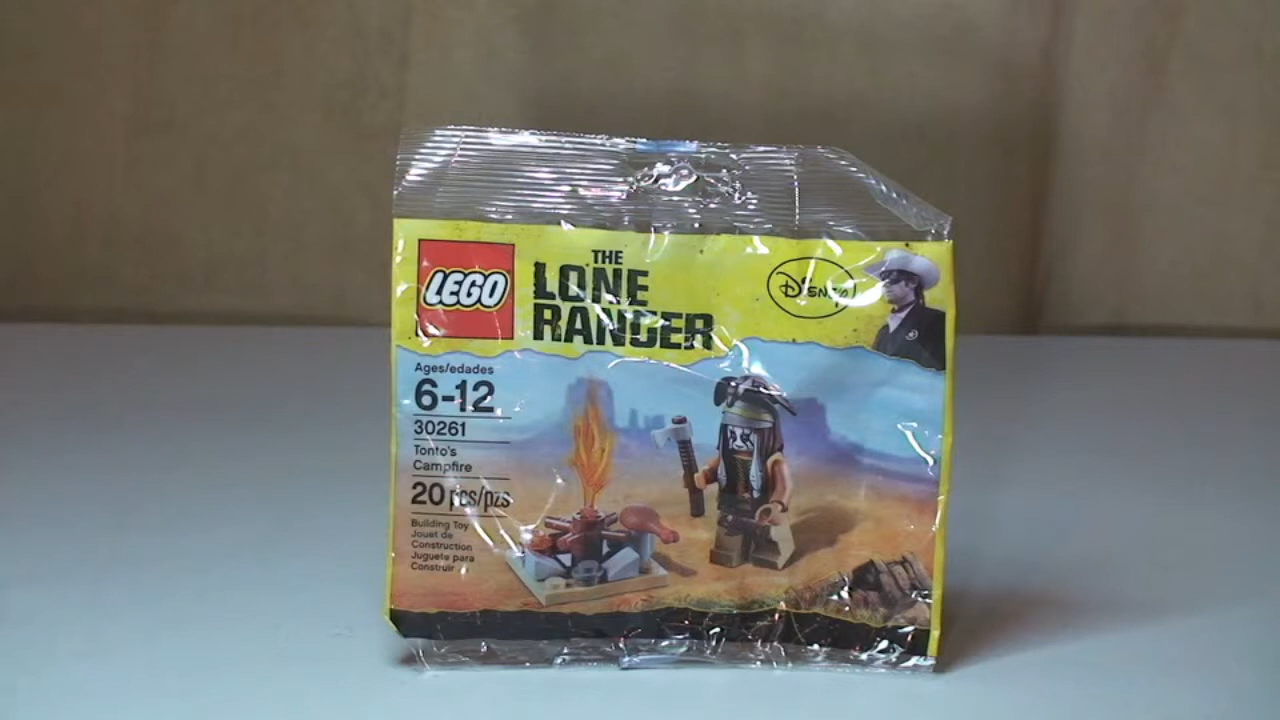 LEGO
THE
LONE
RANGER
Disney
Ages/edades
6-12
30261
Tonto's
Campfire
20 pcs/pzs
Building Toy
Jouet de
Construction
Juguete para
Construir